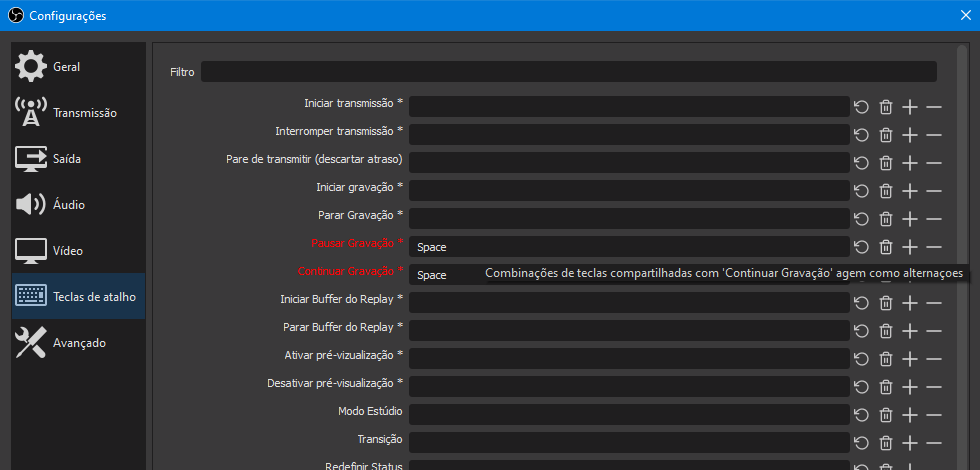 Configurações
Geral
Transmissão
Saída
Áudio
Vídeo
Teclas de atalho
Avançado
Filtro
Iniciar transmissão *
Interromper transmissão *
Pare de transmitir (descartar atraso)
Iniciar gravação *
Parar Gravação *
Pausar Gravação * Space
Continuar Gravação * Space
Combinações de teclas compartilhadas com 'Continuar Gravação' agem como alternaçoes
Iniciar Buffer do Replay *
Parar Buffer do Replay *
Ativar pré-vizualização *
Desativar pré-visualização *
Modo Estúdio
Transição
Redefinir Status